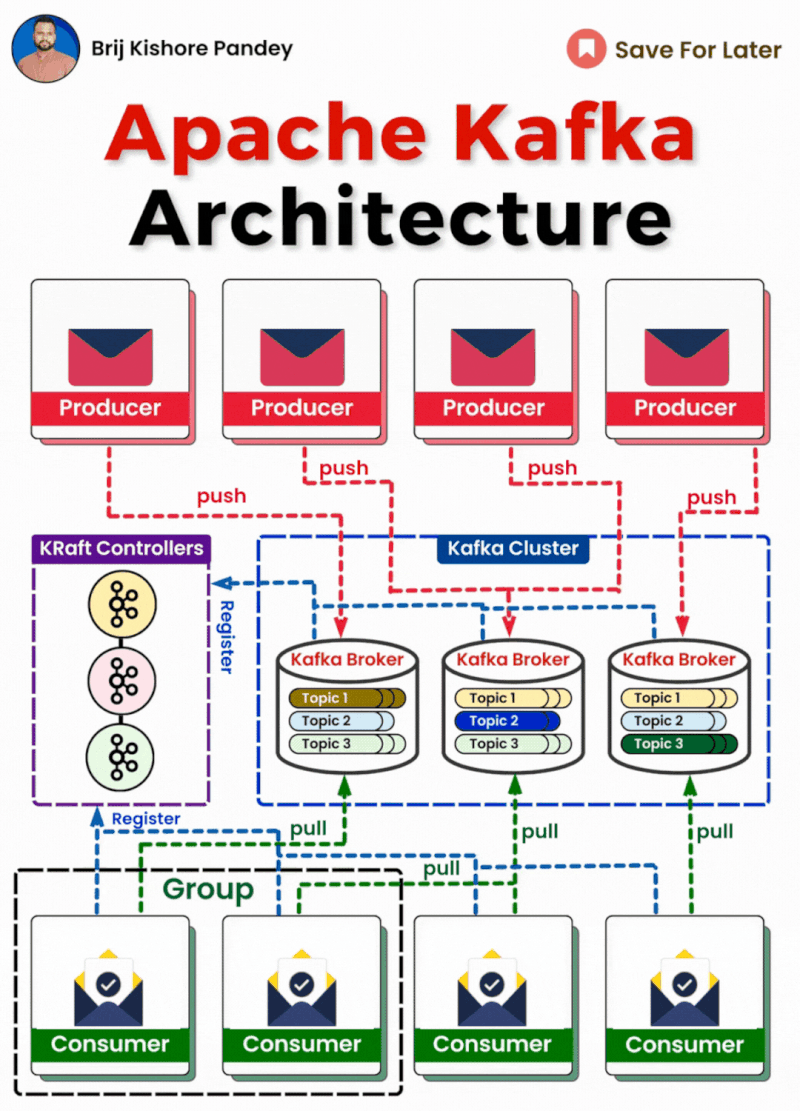 Brij Kishore Pandey
Save For Later
Apache Kafka
Architecture
Producer
Producer
Producer
Producer
push
push
push
push
KRaft Controllers
Kafka Cluster
Register
Kafka Broker
Topic 1
Topic 2
Topic 3
Kafka Broker
Topic 1
Topic 2
Topic 3
Kafka Broker
Topic 1
Topic 2
Topic 3
Register
pull
pull
pull
pull
Group
Consumer
Consumer
Consumer
Consumer